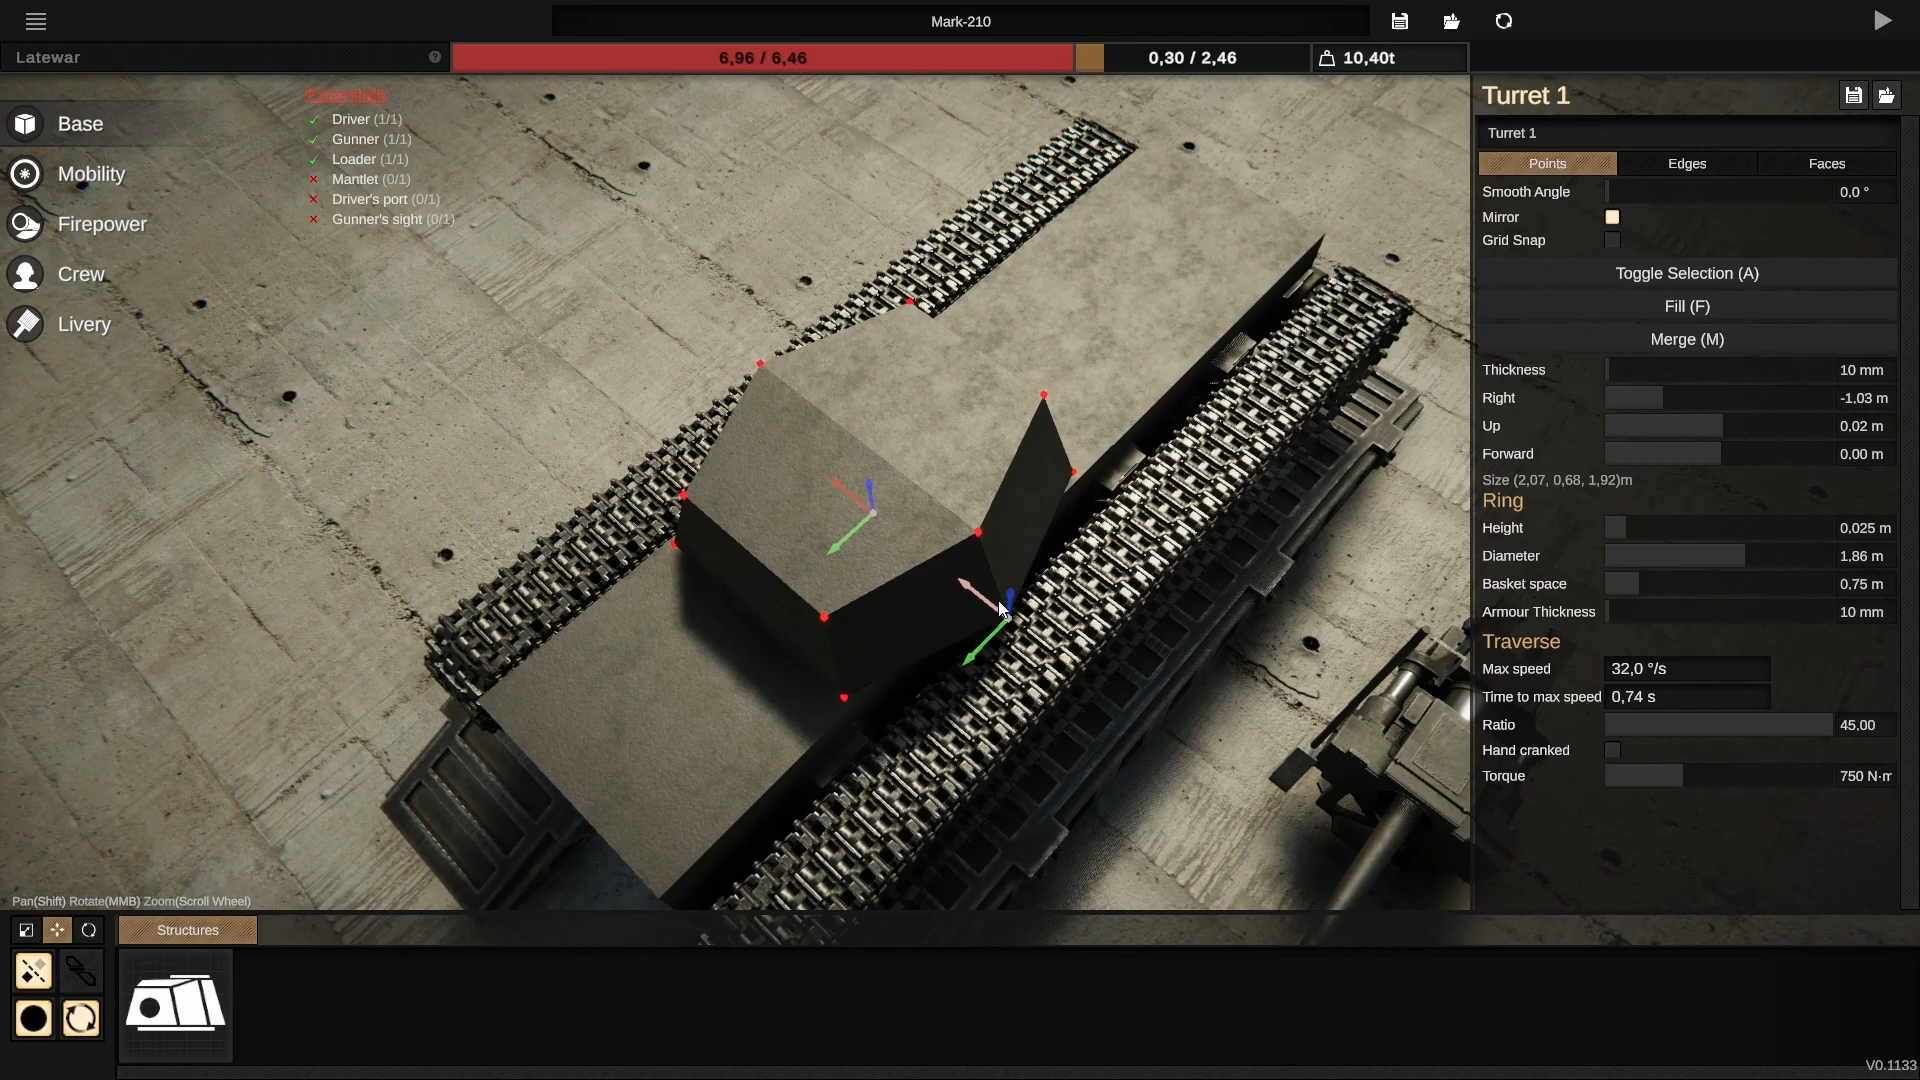 Mark-210
Latewar
?
6,96 / 6,46
0,30 / 2,46
10,40t
Essentials
Driver (1/1)
Gunner (1/1)
Loader (1/1)
Mantlet (0/1)
Driver's port (0/1)
Gunner's sight (0/1)
Base
Mobility
Firepower
Crew
Livery
Turret 1
Turret 1
Points
Edges
Faces
Smooth Angle
0,0 °
Mirror
Grid Snap
Toggle Selection (A)
Fill (F)
Merge (M)
Thickness
10 mm
Right
-1,03 m
Up
0,02 m
Forward
0,00 m
Size (2,07, 0,68, 1,92)m
Ring
Height
0,025 m
Diameter
1,86 m
Basket space
0,75 m
Armour Thickness
10 mm
Traverse
Max speed
32,0 °/s
Time to max speed
0,74 s
Ratio
45,00
Hand cranked
Torque
750 N·m
Pan(Shift) Rotate(MMB) Zoom(Scroll Wheel)
Structures
V0.1133